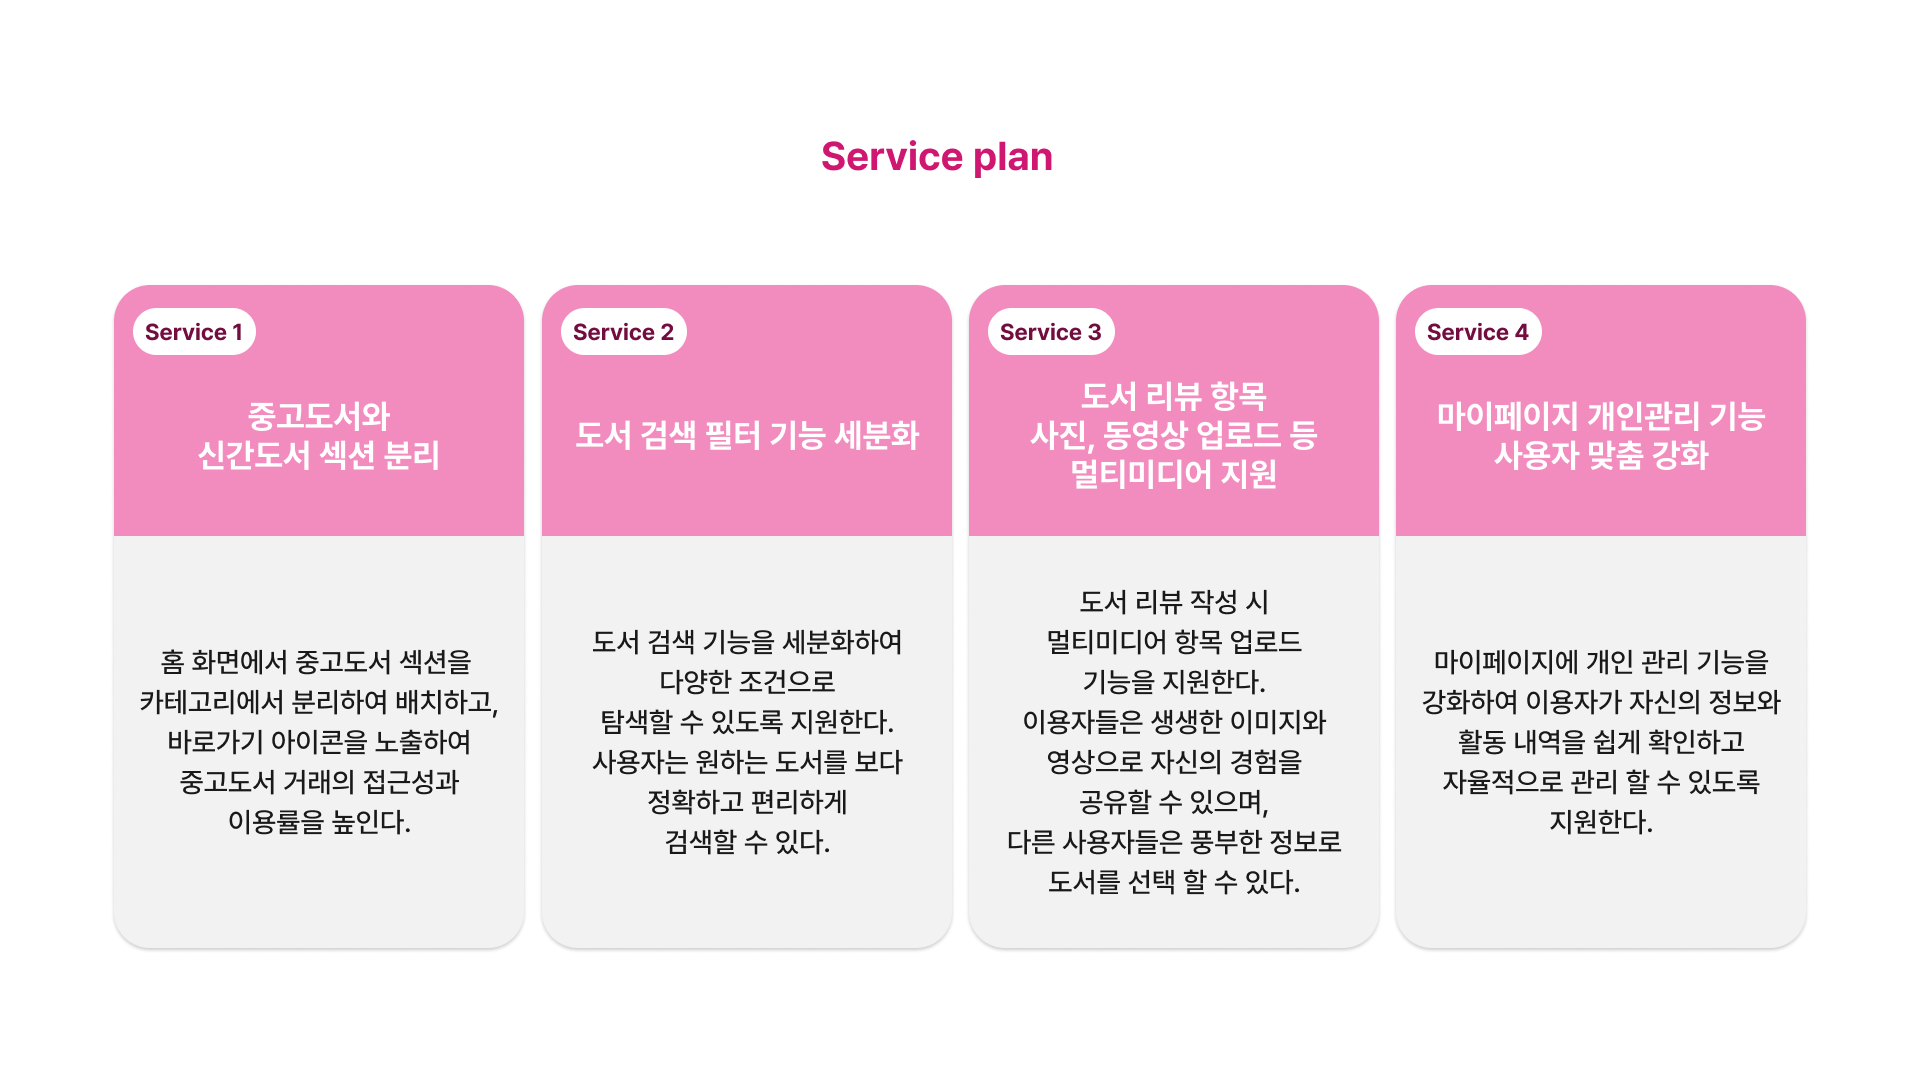 Service plan
Service 1
중고도서와
신간도서 섹션 분리
홈 화면에서 중고도서 섹션을
카테고리에서 분리하여 배치하고,
바로가기 아이콘을 노출하여
중고도서 거래의 접근성과
이용률을 높인다.
Service 2
도서 검색 필터 기능 세분화
도서 검색 기능을 세분화하여
다양한 조건으로
탐색할 수 있도록 지원한다.
사용자는 원하는 도서를 보다
정확하고 편리하게
검색할 수 있다.
Service 3
도서 리뷰 항목
사진, 동영상 업로드 등
멀티미디어 지원
도서 리뷰 작성 시
멀티미디어 항목 업로드
기능을 지원한다.
이용자들은 생생한 이미지와
영상으로 자신의 경험을
공유할 수 있으며,
다른 사용자들은 풍부한 정보로
도서를 선택 할 수 있다.
Service 4
마이페이지 개인관리 기능
사용자 맞춤 강화
마이페이지에 개인 관리 기능을
강화하여 이용자가 자신의 정보와
활동 내역을 쉽게 확인하고
자율적으로 관리 할 수 있도록
지원한다.